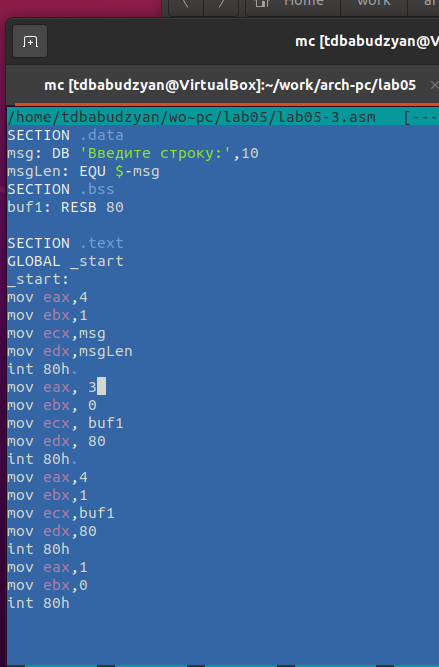 Home work ar
mc [tdbabudzyan@V
mc [tdbabudzyan@VirtualBox]:~/work/arch-pc/lab05 ×
/home/tdbabudzyan/wo~pc/lab05/lab05-3.asm [---
SECTION .data
msg: DB 'Введите строку:',10
msgLen: EQU $-msg
SECTION .bss
buf1: RESB 80
SECTION .text
GLOBAL _start
_start:
mov eax,4
mov ebx,1
mov ecx,msg
mov edx,msgLen
int 80h.
mov eax, 3
mov ebx, 0
mov ecx, buf1
mov edx, 80
int 80h.
mov eax,4
mov ebx,1
mov ecx,buf1
mov edx,80
int 80h
mov eax,1
mov ebx,0
int 80h